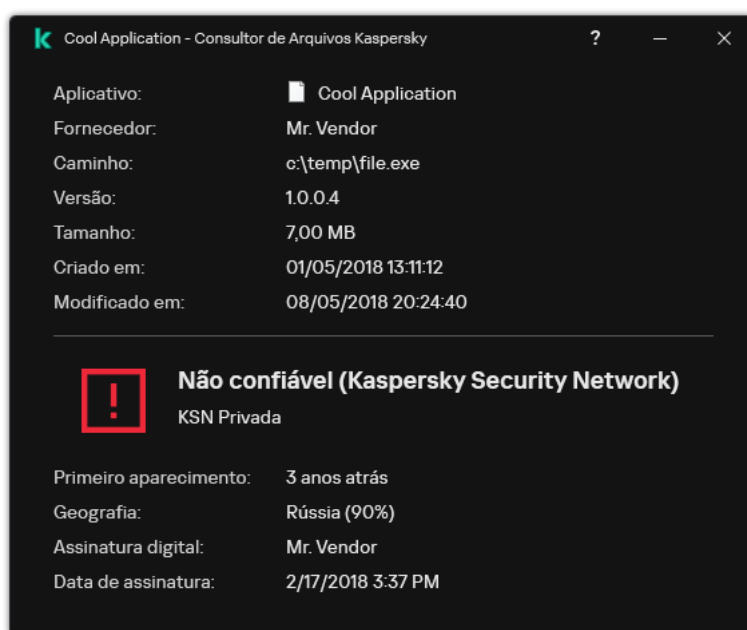 Cool Application - Consultor de Arquivos Kaspersky ?
Aplicativo: Cool Application
Fornecedor: Mr. Vendor
Caminho: c:\temp\file.exe
Versão: 1.0.0.4
Tamanho: 7,00 MB
Criado em: 01/05/2018 13:11:12
Modificado em: 08/05/2018 20:24:40
Não confiável (Kaspersky Security Network)
KSN Privada
Primeiro aparecimento: 3 anos atrás
Geografia: Rússia (90%)
Assinatura digital: Mr. Vendor
Data de assinatura: 2/17/2018 3:37 PM